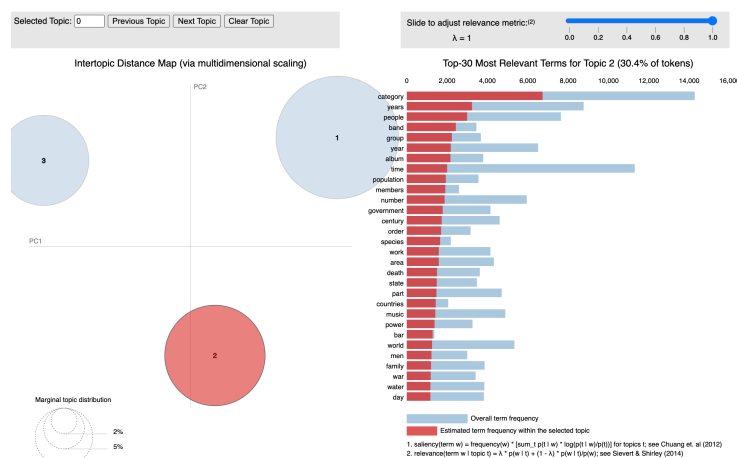 Selected Topic: 0 Previous Topic Next Topic Clear Topic
Slide to adjust relevance metric:(2)
λ = 1
0.0 0.2 0.4 0.6 0.8 1.0
Intertopic Distance Map (via multidimensional scaling)
PC2
PC1
1
3
2
Marginal topic distribution
2%
5%
Top-30 Most Relevant Terms for Topic 2 (30.4% of tokens)
0 2,000 4,000 6,000 8,000 10,000 12,000 14,000 16,0
category
years
people
band
group
year
album
time
population
members
number
government
century
order
species
work
area
death
state
part
countries
music
power
bar
world
men
family
war
water
day
Overall term frequency
Estimated term frequency within the selected topic
1. saliency(term w) = frequency(w) * [sum_t p(t | w) * log(p(t | w)/p(t))] for topics t; see Chuang et. al (2012)
2. relevance(term w | topic t) = λ * p(w | t) + (1 - λ) * p(w | t)/p(w); see Sievert & Shirley (2014)